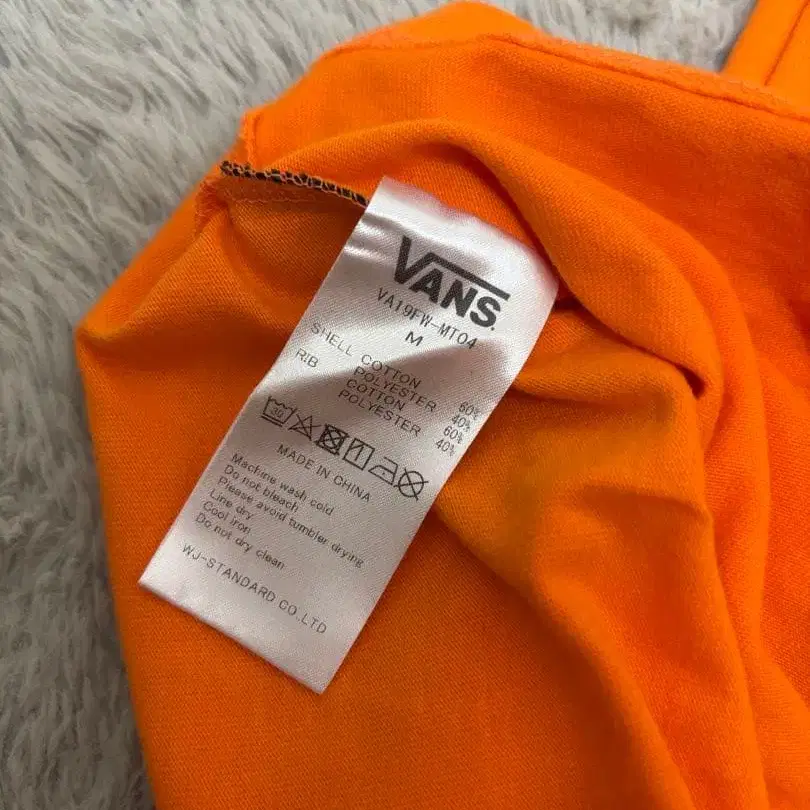 VANS
VA19FW-MT04
M
SHELL COTTON 60%
POLYESTER 40%
RIB COTTON 60%
POLYESTER 40%
30
MADE IN CHINA
Machine wash cold
Do not bleach
Please avoid tumbler drying
Line dry
Cool iron
Do not dry clean
WJ-STANDARD CO.,LTD